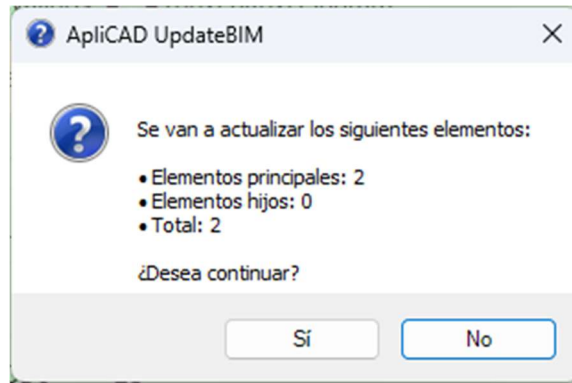 ApliCAD UpdateBIM
Se van a actualizar los siguientes elementos:
• Elementos principales: 2
• Elementos hijos: 0
• Total: 2
¿Desea continuar?
Sí
No